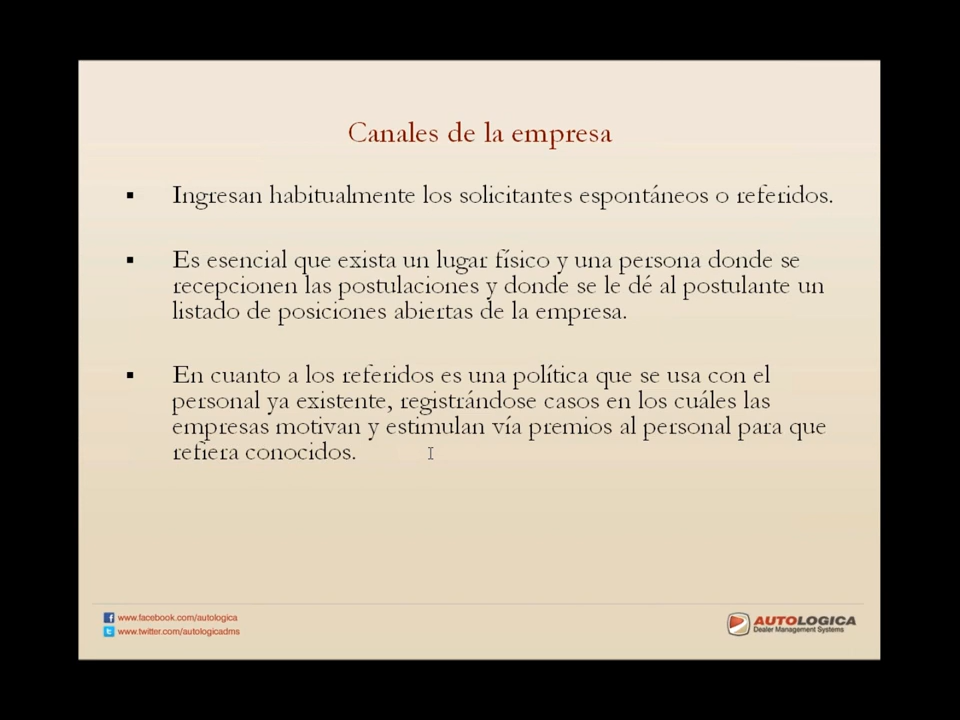 Canales de la empresa
▪ Ingresan habitualmente los solicitantes espontáneos o referidos.
▪ Es esencial que exista un lugar físico y una persona donde se
recepcionen las postulaciones y donde se le dé al postulante un
listado de posiciones abiertas de la empresa.
▪ En cuanto a los referidos es una política que se usa con el
personal ya existente, registrándose casos en los cuáles las
empresas motivan y estimulan vía premios al personal para que
refiera conocidos.
www.facebook.com/autologica
www.twitter.com/autologicadms
AUTOLOGICA
Dealer Management Systems